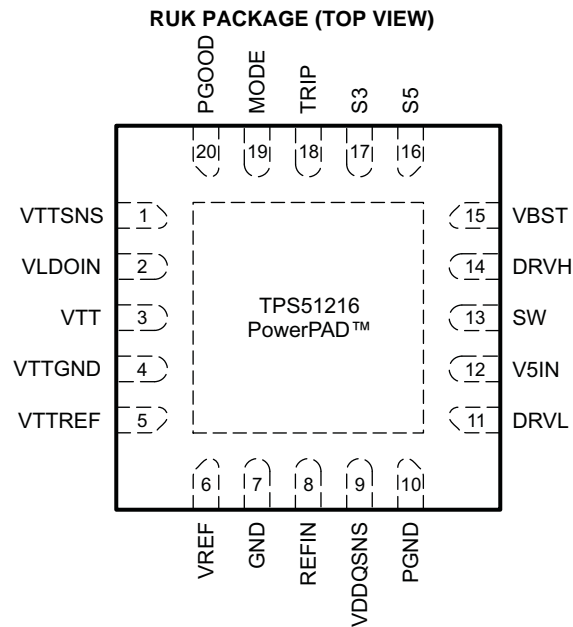 RUK PACKAGE (TOP VIEW)
PGOOD
MODE
TRIP
S3
S5
20
19
18
17
16
VTTSNS
1
15
VBST
VLDOIN
2
14
DRVH
VTT
3
TPS51216
PowerPAD™
13
SW
VTTGND
4
12
V5IN
VTTREF
5
11
DRVL
6
7
8
9
10
VREF
GND
REFIN
VDDQSNS
PGND